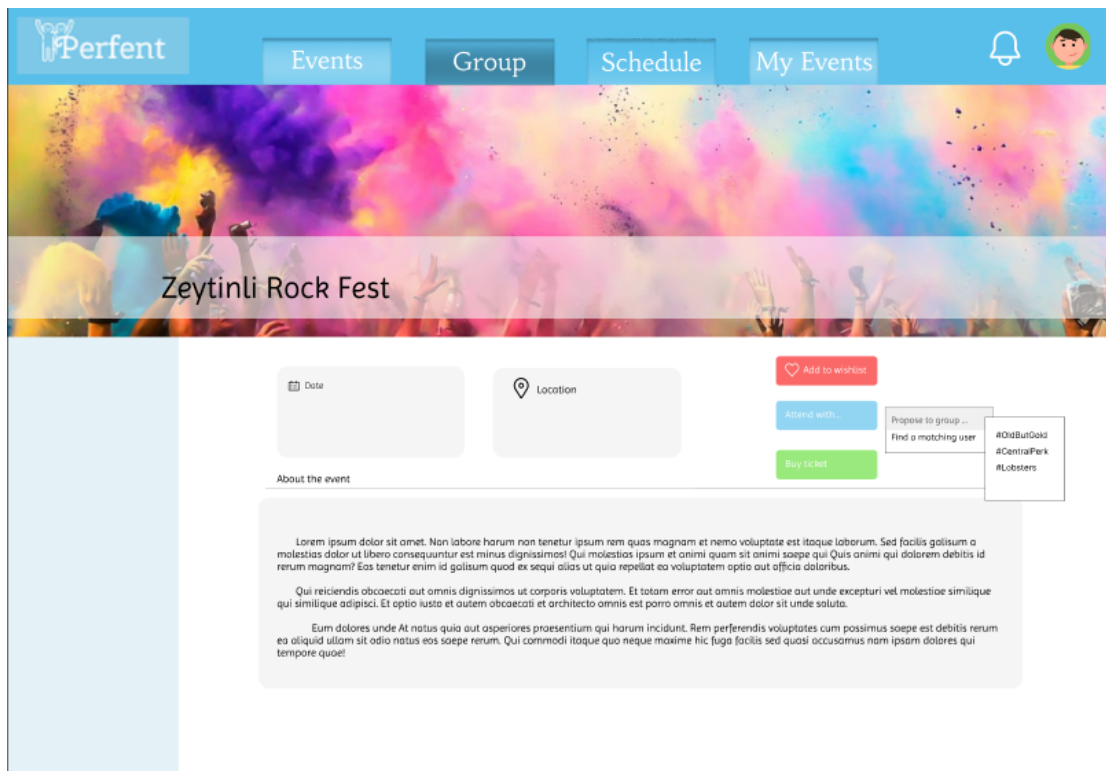 Perfent
Events
Group
Schedule
My Events
Zeytinli Rock Fest
Date
Location
Add to wishlist
Attend with...
Propose to group ...
Find a matching user
#OldButGold
#CentralPerk
#Lobsters
Buy ticket
About the event
Lorem ipsum dolor sit amet. Non labore harum non tenetur ipsum rem quas magnam et nemo voluptate est itaque laborum. Sed facilis galisum a
molestias dolor ut libero consequuntur est minus dignissimos! Qui molestias ipsum et animi quam sit animi saepe qui Quis animi qui dolorem debitis id
rerum magnam? Eos tenetur enim id galisum quod ex sequi alias ut quia repellat ea voluptatem optio aut officia doloribus.
Qui reiciendis obcaecati aut omnis dignissimos ut corporis voluptatem. Et totam error aut omnis molestiae aut unde excepturi vel molestiae similique
qui similique adipisci. Et optio iusto et autem obcaecati et architecto omnis est porro omnis et autem dolor sit unde soluta.
Eum dolores unde At natus quia aut asperiores praesentium qui harum incidunt. Rem perferendis voluptates cum possimus saepe est debitis rerum
ea aliquid ullam sit odio natus eos saepe rerum. Qui commodi itaque quo neque maxime hic fuga facilis sed quasi accusamus nam ipsam dolores qui
tempore quae!